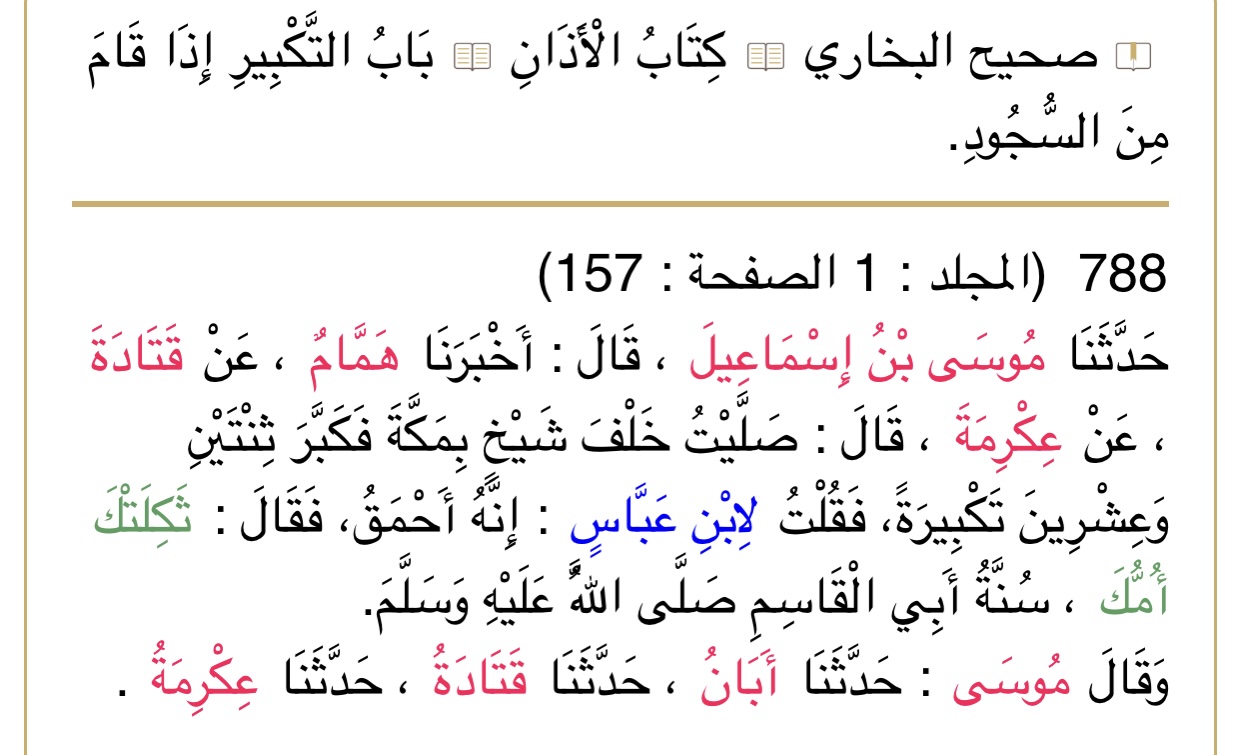 صحيح البخاري كِتَابُ الْأَذَانِ بَابُ التَّكْبِيرِ إِذَا قَامَ
مِنَ السُّجُودِ.
788 (المجلد : 1 الصفحة : 157)
حَدَّثَنَا مُوسَى بْنُ إِسْمَاعِيلَ ، قَالَ : أَخْبَرَنَا هَمَّامٌ ، عَنْ قَتَادَةَ
، عَنْ عِكْرِمَةَ ، قَالَ : صَلَّيْتُ خَلْفَ شَيْخٍ بِمَكَّةَ فَكَبَّرَ ثِنْتَيْنِ
وَعِشْرِينَ تَكْبِيرَةً، فَقُلْتُ لِابْنِ عَبَّاسٍ : إِنَّهُ أَحْمَقُ، فَقَالَ : ثَكِلَتْكَ
أُمُّكَ ، سُنَّةُ أَبِي الْقَاسِمِ صَلَّى اللَّهُ عَلَيْهِ وَسَلَّمَ.
وَقَالَ مُوسَى : حَدَّثَنَا أَبَانُ ، حَدَّثَنَا قَتَادَةُ ، حَدَّثَنَا عِكْرِمَةُ .